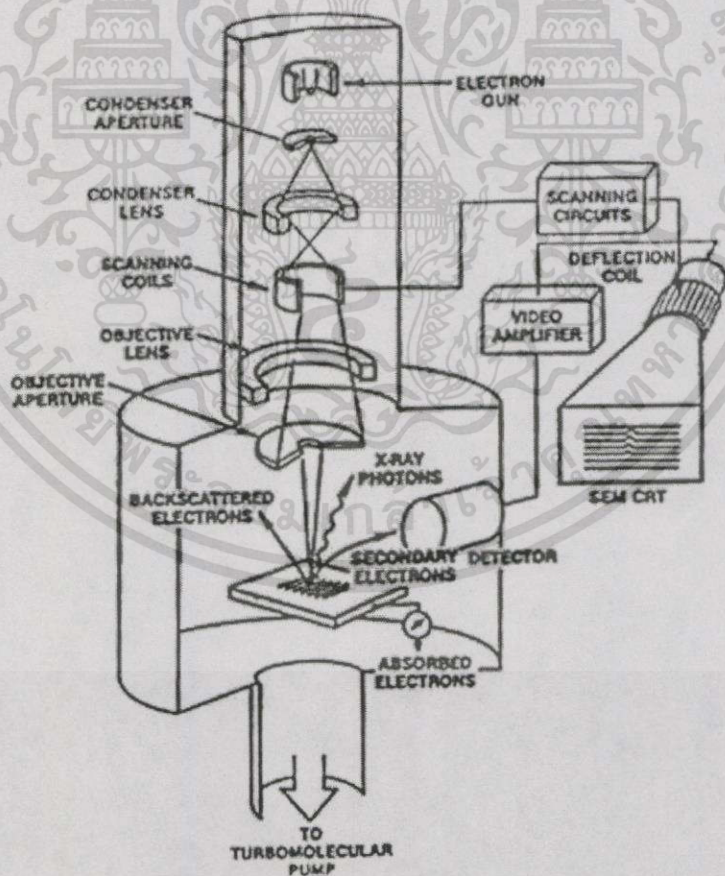 ELECTRON
GUN
CONDENSER
APERTURE
CONDENSER
LENS
SCANNING
CIRCUITS
SCANNING
COILS
DEFLECTION
COIL
VIDEO
AMPLIFIER
OBJECTIVE
LENS
OBJECTIVE
APERTURE
X-RAY
PHOTONS
BACKSCATTERED
ELECTRONS
SEM CRT
SECONDARY DETECTOR
ELECTRONS
ABSORBED
ELECTRONS
TO
TURBOMOLECULAR
PUMP